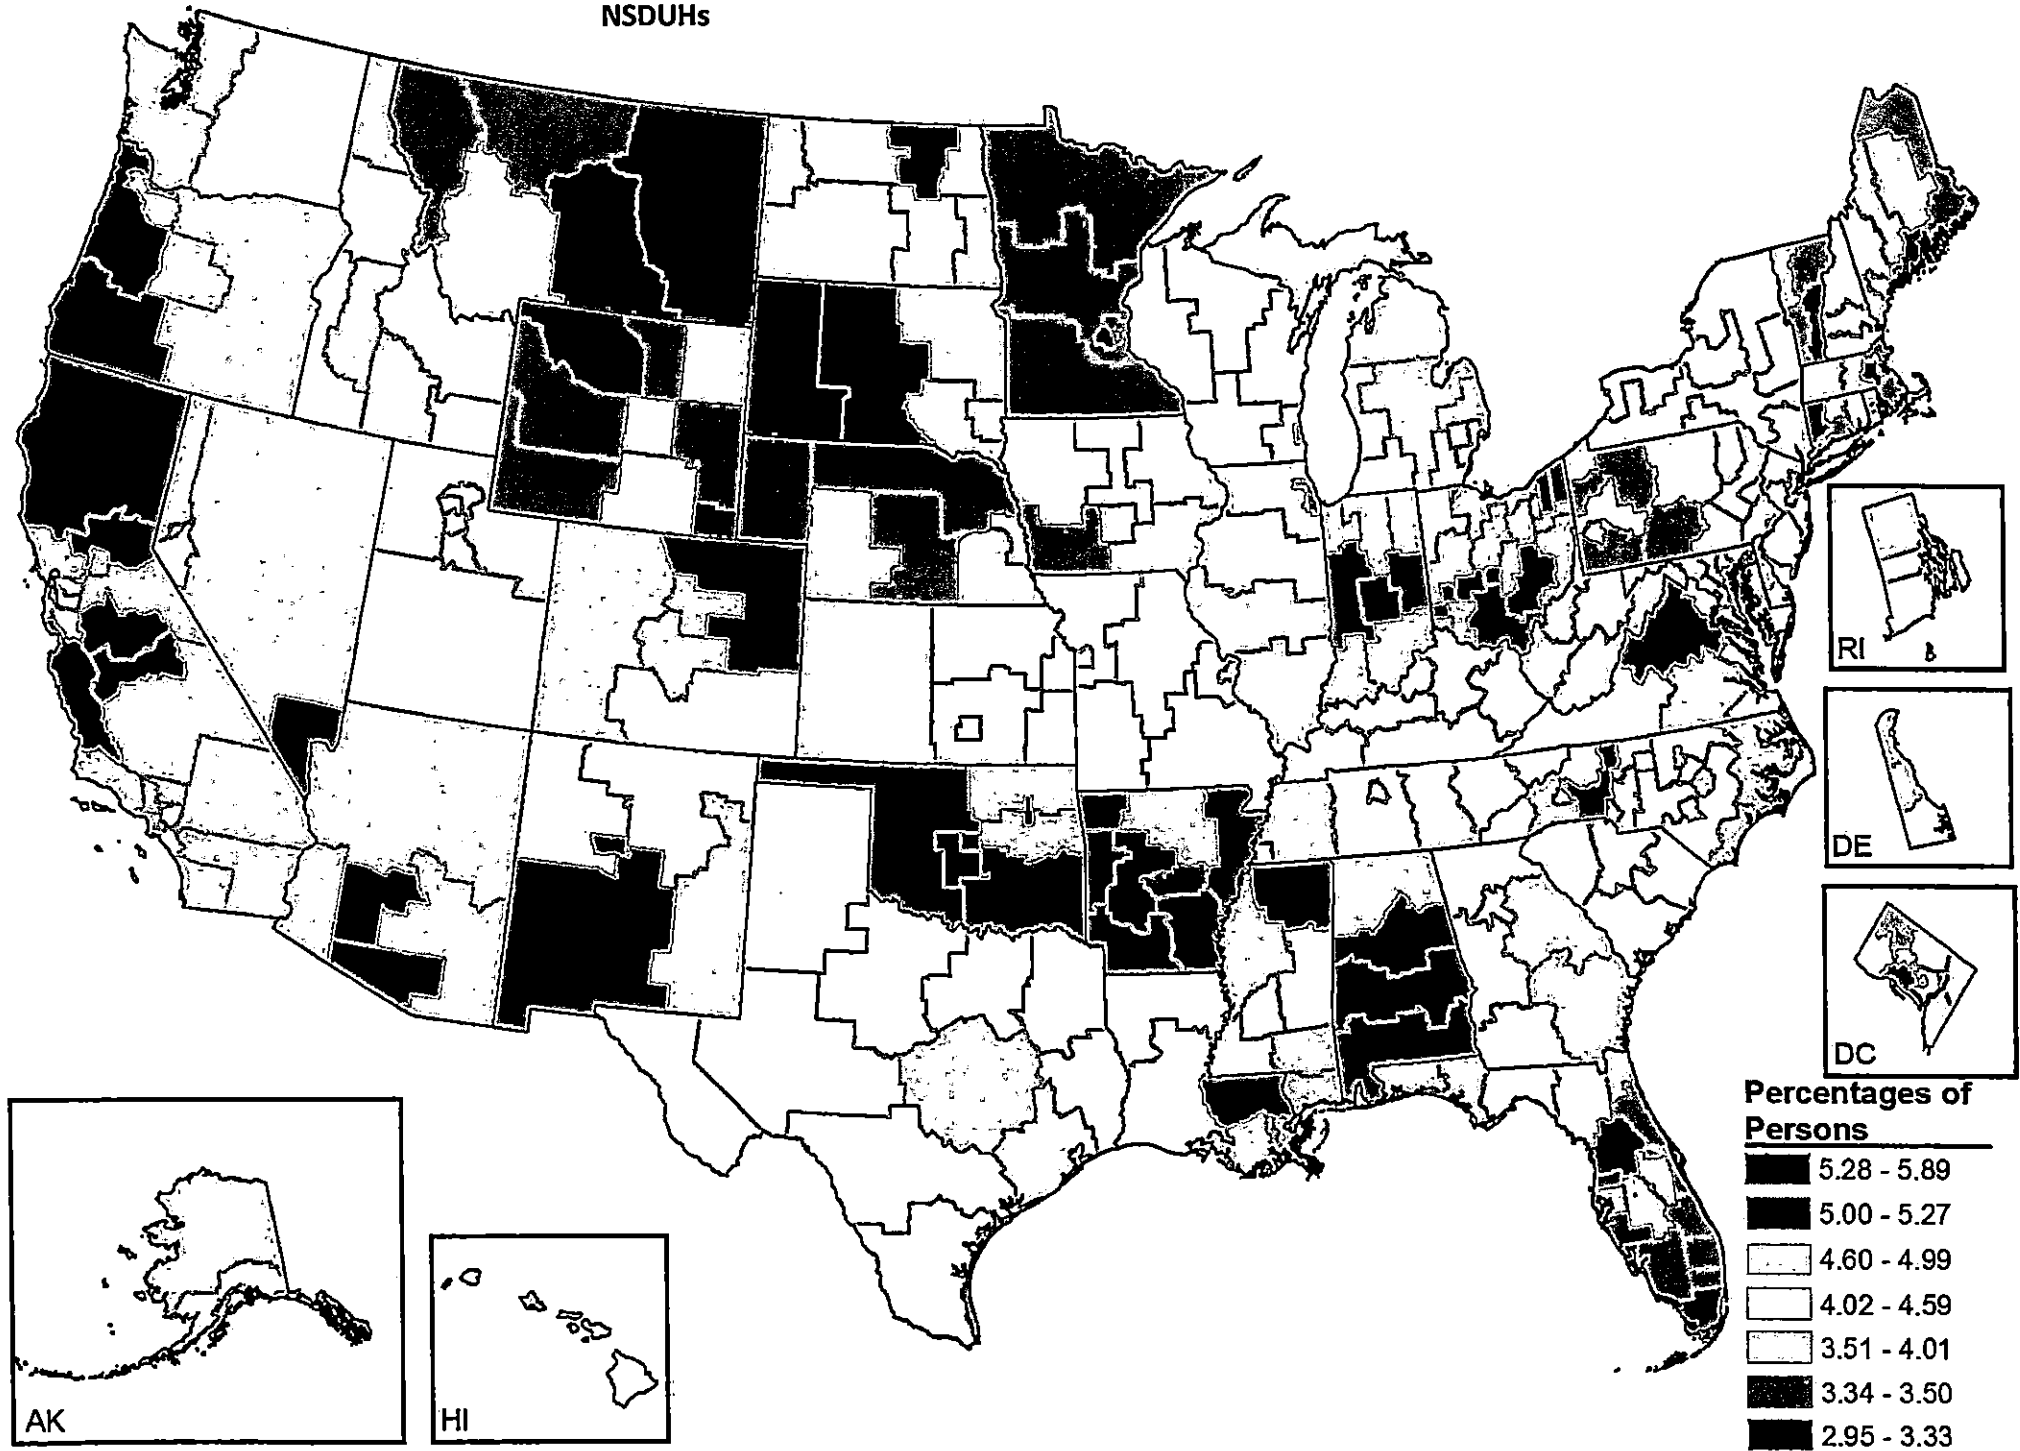 NSDUHs
RI
DE
DC
Percentages of
Persons
5.28 - 5.89
5.00 - 5.27
4.60 - 4.99
4.02 - 4.59
3.51 - 4.01
3.34 - 3.50
2.95 - 3.33
AK
HI